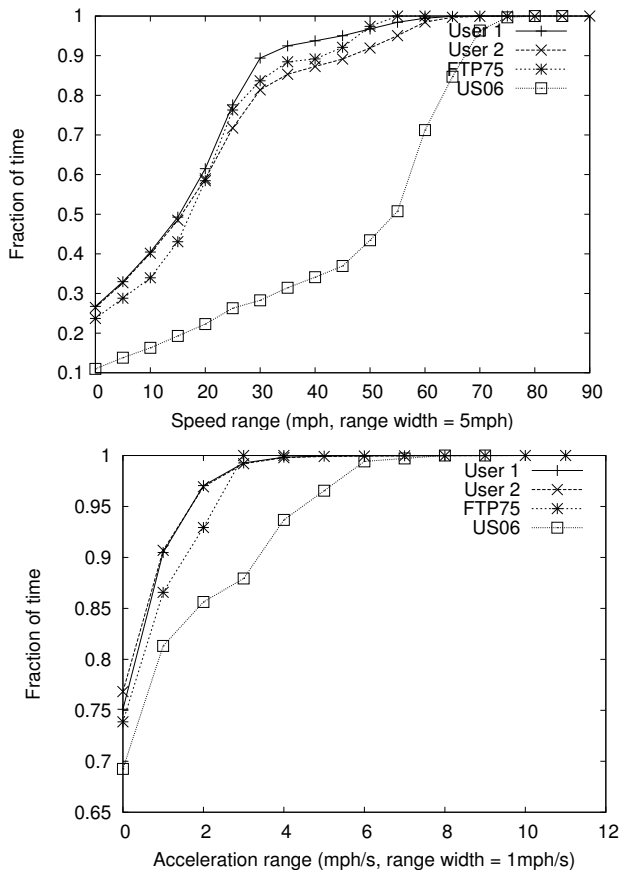 1
0.9
0.8
0.7
0.6
0.5
0.4
0.3
0.2
0.1
Fraction of time
User 1
User 2
FTP75
US06
0 10 20 30 40 50 60 70 80 90
Speed range (mph, range width = 5mph)
1
0.95
0.9
0.85
0.8
0.75
0.7
0.65
Fraction of time
User 1
User 2
FTP75
US06
0 2 4 6 8 10 12
Acceleration range (mph/s, range width = 1mph/s)